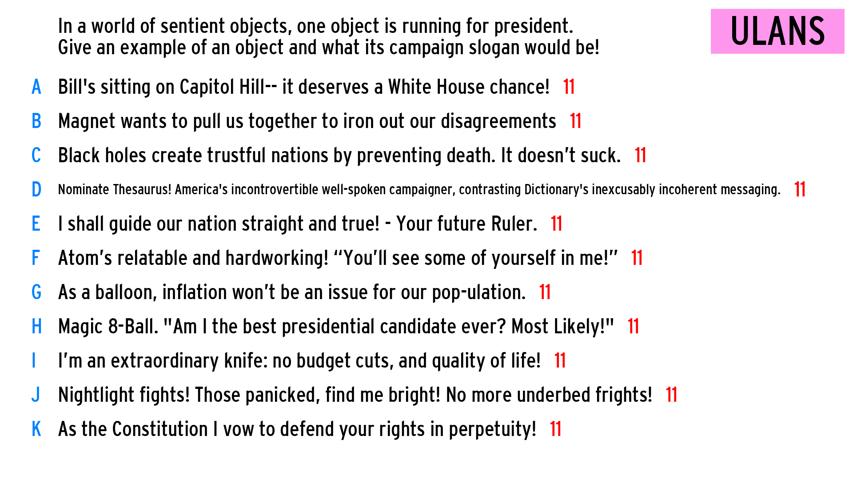 In a world of sentient objects, one object is running for president.
Give an example of an object and what its campaign slogan would be!
ULANS
A Bill's sitting on Capitol Hill-- it deserves a White House chance! 11
B Magnet wants to pull us together to iron out our disagreements 11
C Black holes create trustful nations by preventing death. It doesn’t suck. 11
D Nominate Thesaurus! America's incontrovertible well-spoken campaigner, contrasting Dictionary's inexcusably incoherent messaging. 11
E I shall guide our nation straight and true! - Your future Ruler. 11
F Atom’s relatable and hardworking! “You’ll see some of yourself in me!” 11
G As a balloon, inflation won’t be an issue for our pop-ulation. 11
H Magic 8-Ball. "Am I the best presidential candidate ever? Most Likely!" 11
I I’m an extraordinary knife: no budget cuts, and quality of life! 11
J Nightlight fights! Those panicked, find me bright! No more underbed frights! 11
K As the Constitution I vow to defend your rights in perpetuity! 11